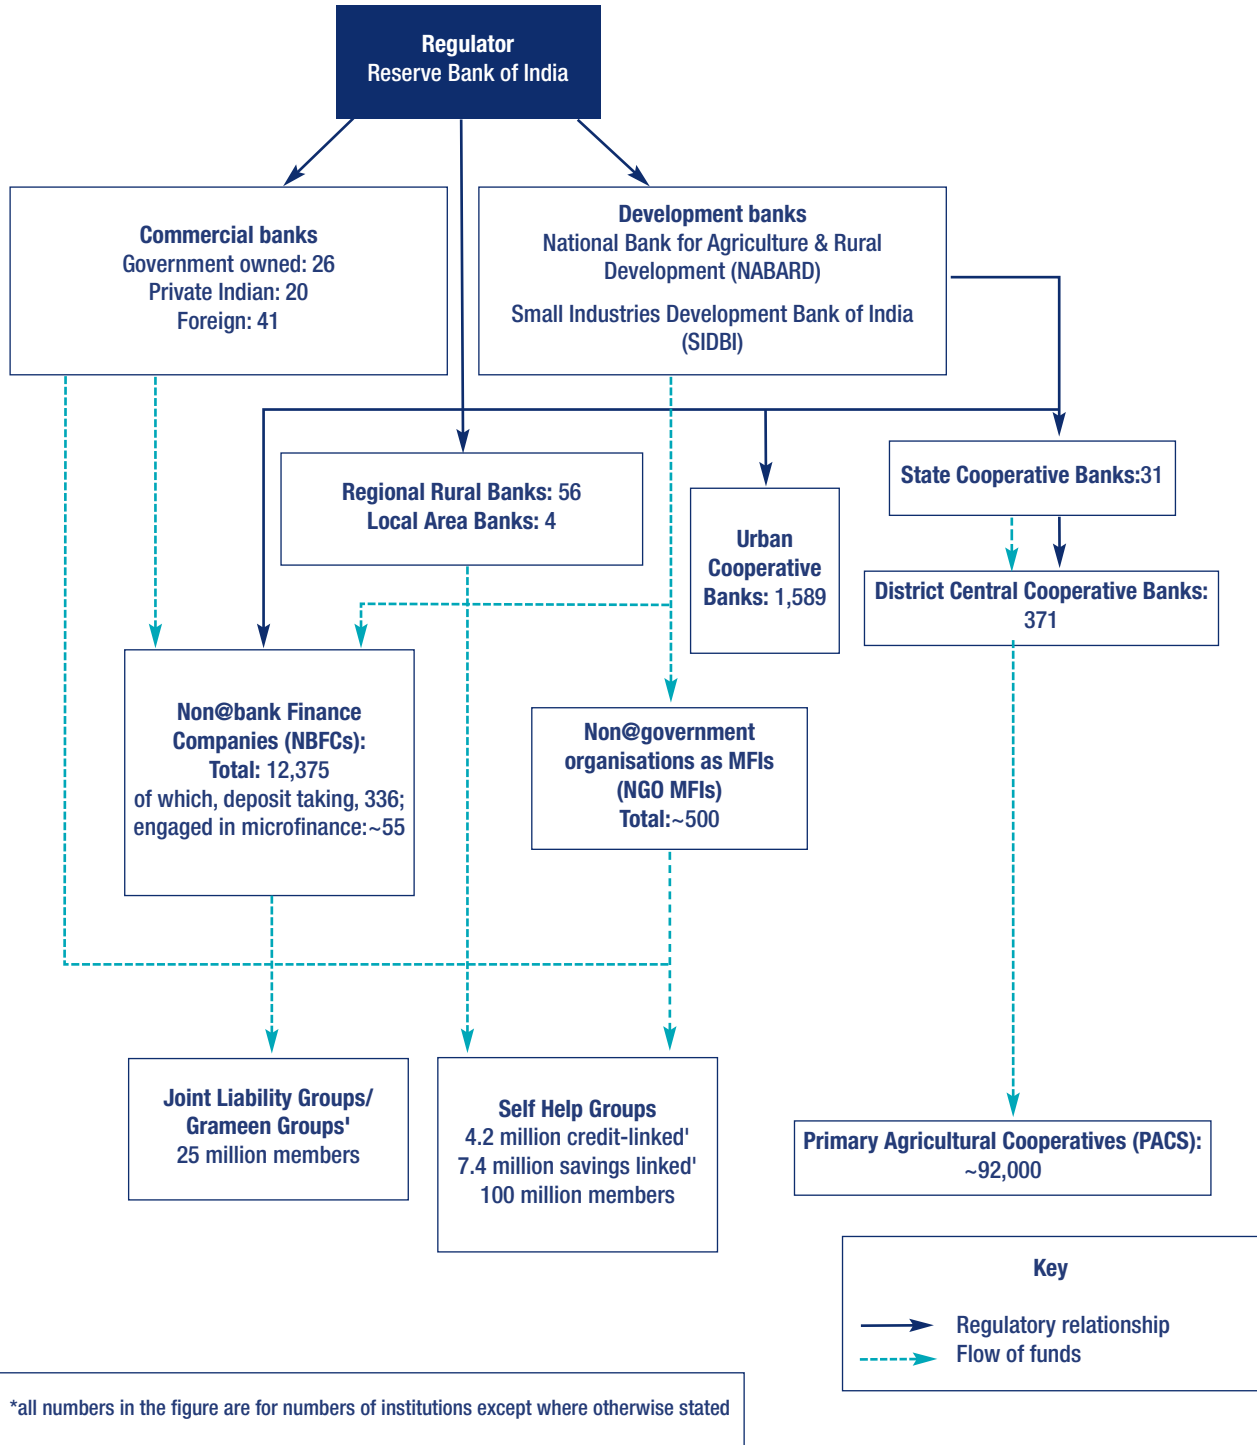 Regulator
Reserve Bank of India
Commercial banks
Government owned: 26
Private Indian: 20
Foreign: 41
Development banks
National Bank for Agriculture & Rural
Development (NABARD)
Small Industries Development Bank of India
(SIDBI)
Regional Rural Banks: 56
Local Area Banks: 4
Urban
Cooperative
Banks: 1,589
State Cooperative Banks:31
District Central Cooperative Banks:
371
Non@bank Finance
Companies (NBFCs):
Total: 12,375
of which, deposit taking, 336;
engaged in microfinance:~55
Non@government
organisations as MFIs
(NGO MFIs)
Total:~500
Joint Liability Groups/
Grameen Groups'
25 million members
Self Help Groups
4.2 million credit-linked'
7.4 million savings linked'
100 million members
Primary Agricultural Cooperatives (PACS):
~92,000
Key
Regulatory relationship
Flow of funds
*all numbers in the figure are for numbers of institutions except where otherwise stated